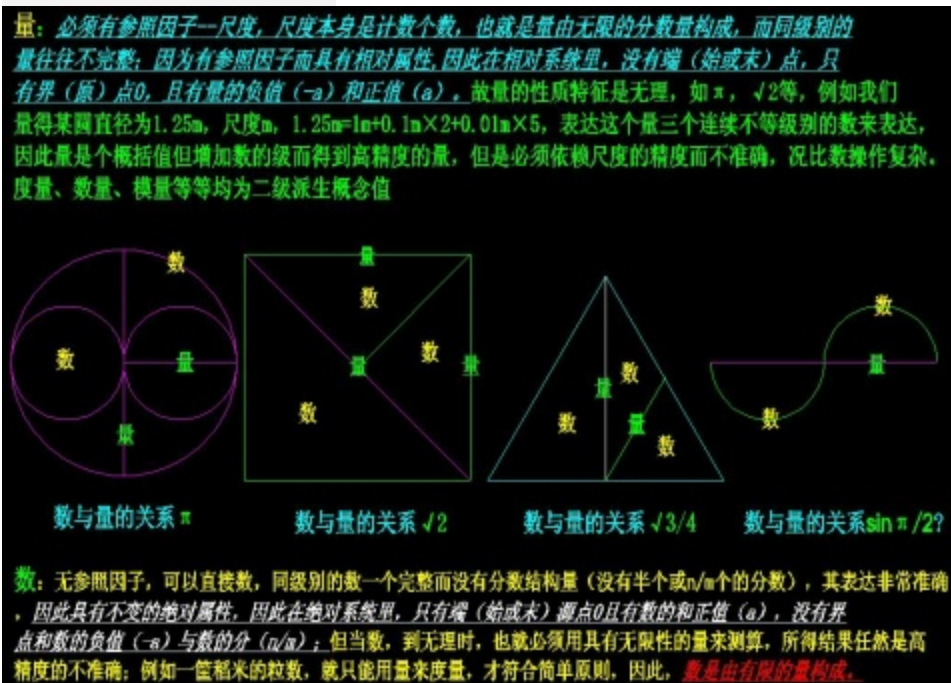 量：必须有参照因子--尺度，尺度本身是计数个数，也就是量由无限的分数量构成，而同级别的
量往往不完整；因为有参照因子而具有相对属性,因此在相对系统里，没有端（始或末）点，只
有界（原）点0，且有量的负值（-a）和正值（a）。故量的性质特征是无理，如π，√2等，例如我们
量得某圆直径为1.25m，尺度m，1.25m=1m+0.1m×2+0.01m×5，表达这个量三个连续不等级别的数来表达，
因此量是个概括值但增加数的级而得到高精度的量，但是必须依赖尺度的精度而不准确，况比数操作复杂。
度量、数量、模量等等均为二级派生概念值
数
数
量
量
量
数
数
量
量
数
数
量
数
量
数
数
量
数
数与量的关系π
数与量的关系√2
数与量的关系√3/4
数与量的关系sinπ/2?
数：无参照因子，可以直接数，同级别的数一个完整而没有分数结构量（没有半个或n/m个的分数），其表达非常准确
，因此具有不变的绝对属性，因此在绝对系统里，只有端（始或末）源点0且有数的和正值（a），没有界
点和数的负值（-a）与数的分（n/m）；但当数，到无理时，也就必须用具有无限性的量来测算，所得结果任然是高
精度的不准确；例如一筐稻米的粒数，就只能用量来度量，才符合简单原则，因此，数是由有限的量构成。